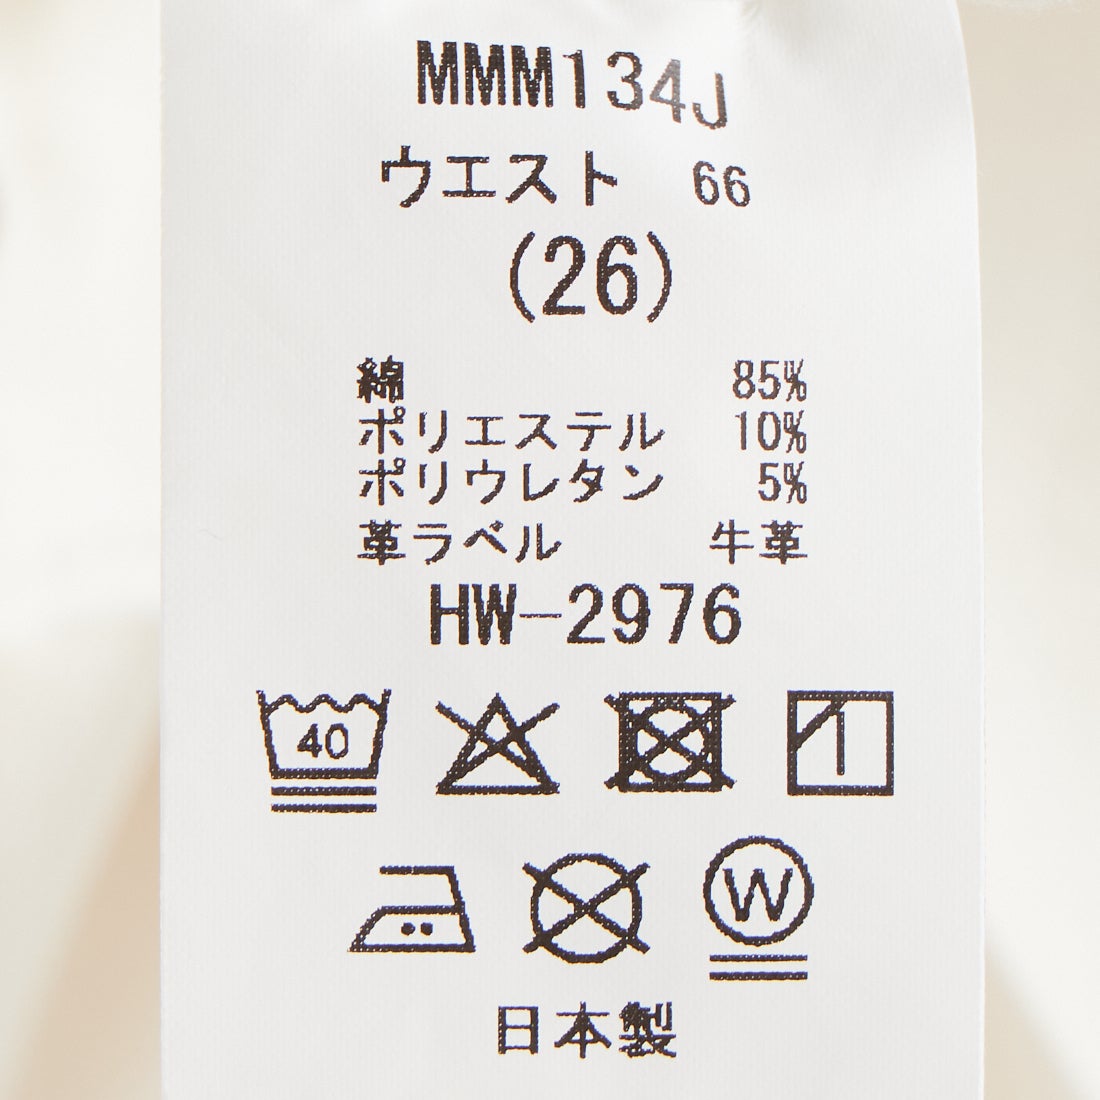 MMM134J
ウエスト 66
(26)
綿 85%
ポリエステル 10%
ポリウレタン 5%
革ラベル 牛革
HW-2976
40
W
日本製